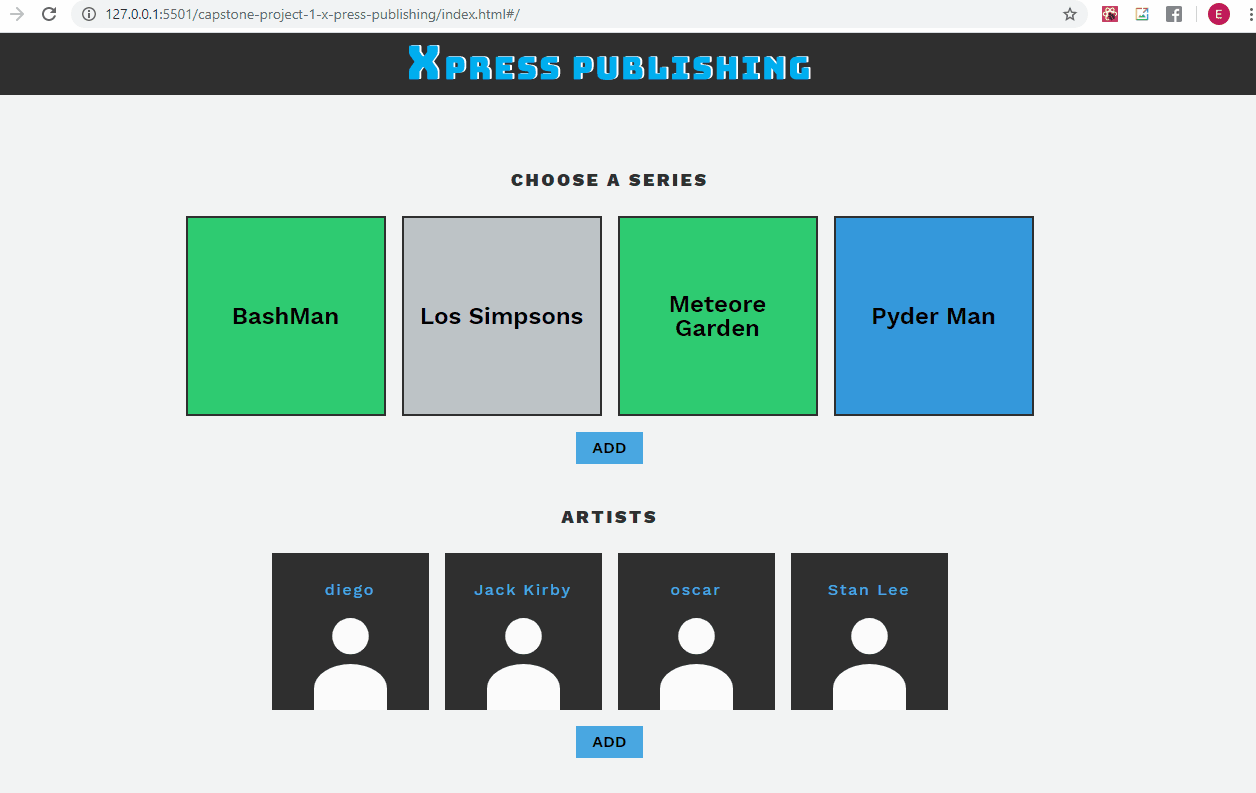 127.0.0.1:5501/capstone-project-1-x-press-publishing/index.html#/
E
XPRESS PUBLISHING
CHOOSE A SERIES
BashMan
Los Simpsons
Meteore
Garden
Pyder Man
ADD
ARTISTS
diego
Jack Kirby
oscar
Stan Lee
ADD